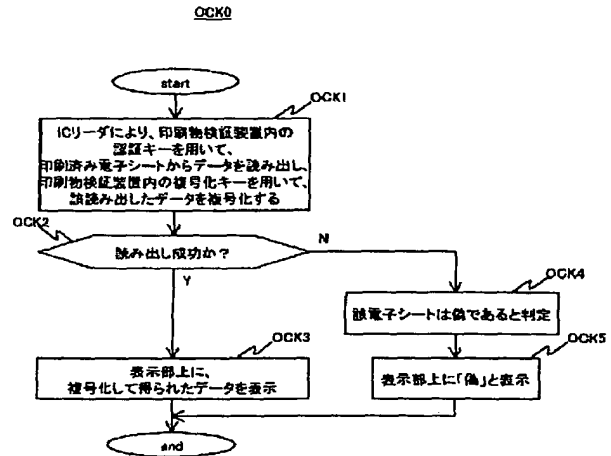 OCK0
start
OCK1
ICリーダにより、印刷物検証装置内の
認証キーを用いて、
印刷済み電子シートからデータを読み出し、
印刷物検証装置内の復号化キーを用いて、
該読み出したデータを復号化する
OCK2
読み出し成功か?
N
Y
OCK4
該電子シートは偽であると判定
OCK3
OCK5
表示部上に、
復号化して得られたデータを表示
表示部上に「偽」と表示
end